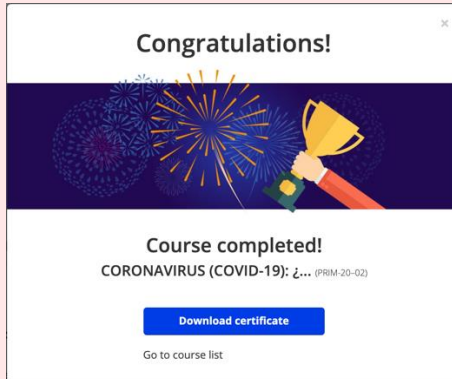 ×
Congratulations!
Course completed!
CORONAVIRUS (COVID-19): ¿... (PRIM-20-02)
Download certificate
Go to course list